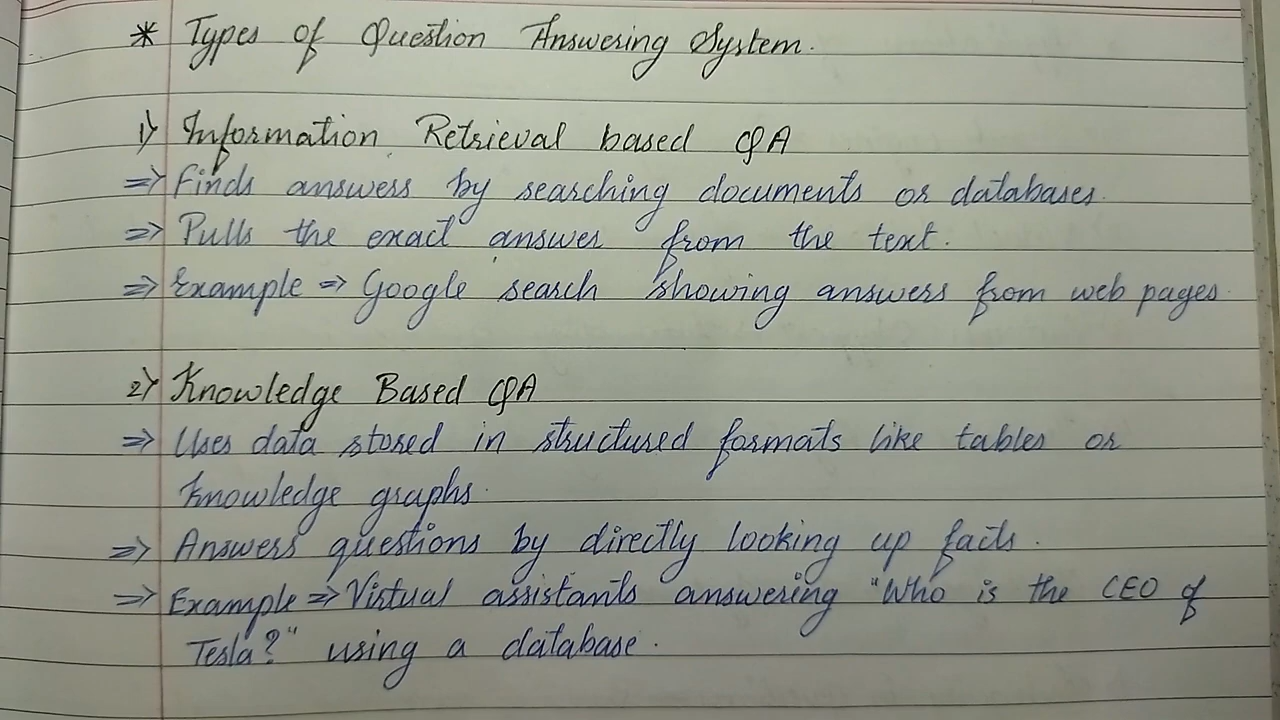 * Types of Question Answering System.
1) Information Retrieval based QA
=> Finds answers by searching documents or databases.
=> Pulls the exact answer from the text.
=> Example => Google search showing answers from web pages.
2) Knowledge Based QA
=> Uses data stored in structured formats like tables or
knowledge graphs.
=> Answers questions by directly looking up facts.
=> Example => Virtual assistants answering "Who is the CEO of
Tesla?" using a database.